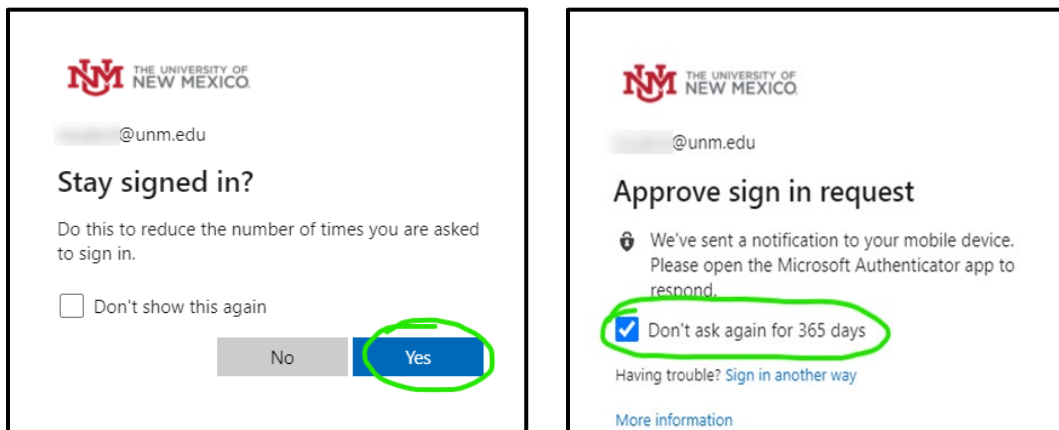 THE UNIVERSITY OF
NEW MEXICO
@unm.edu
Stay signed in?
Do this to reduce the number of times you are asked
to sign in.
Don't show this again
No
Yes
THE UNIVERSITY OF
NEW MEXICO
@unm.edu
Approve sign in request
We've sent a notification to your mobile device.
Please open the Microsoft Authenticator app to
respond.
Don't ask again for 365 days
Having trouble? Sign in another way
More information